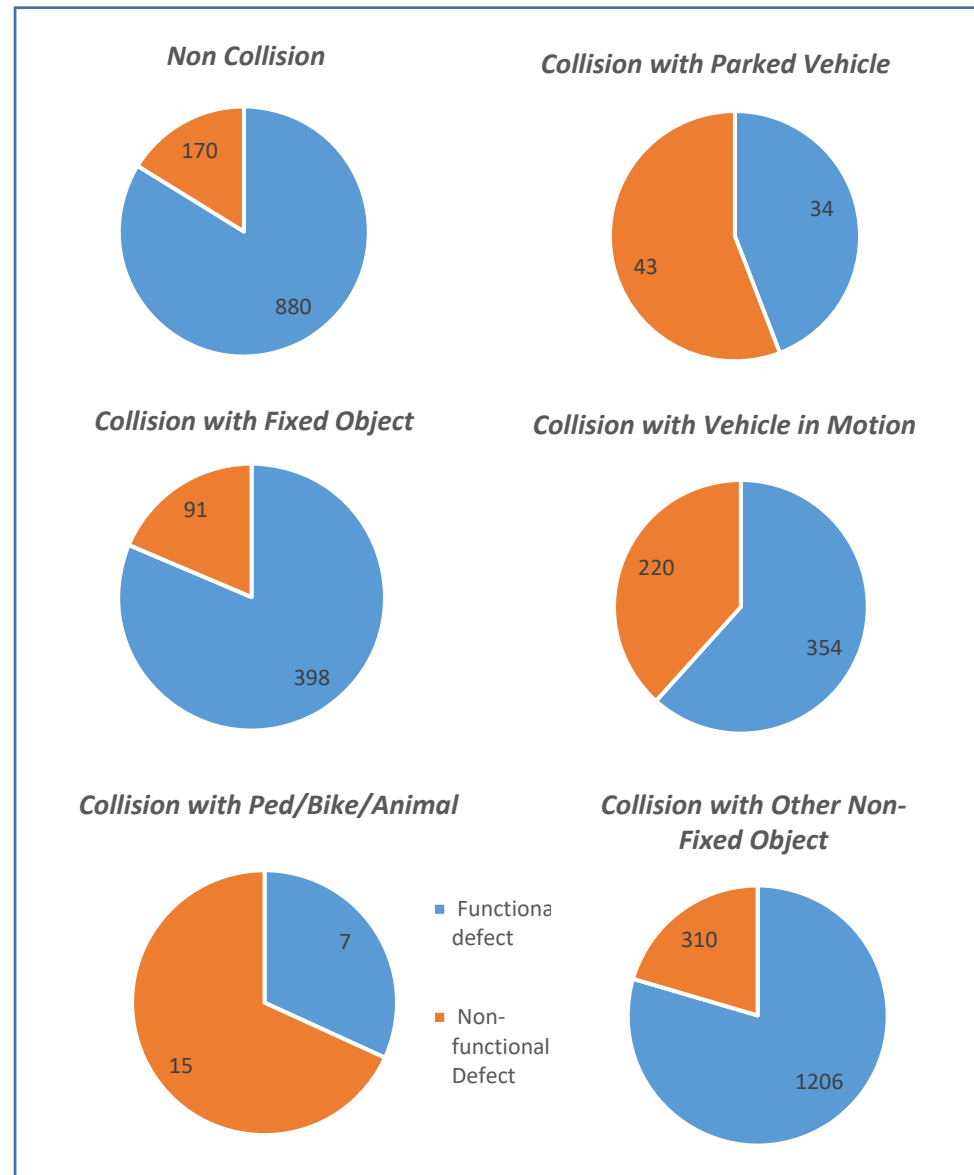 Non Collision
170
880
Collision with Parked Vehicle
34
43
Collision with Fixed Object
91
398
Collision with Vehicle in Motion
220
354
Collision with Ped/Bike/Animal
7
15
Functiona
defect
Non-
functional
Defect
Collision with Other Non-
Fixed Object
310
1206